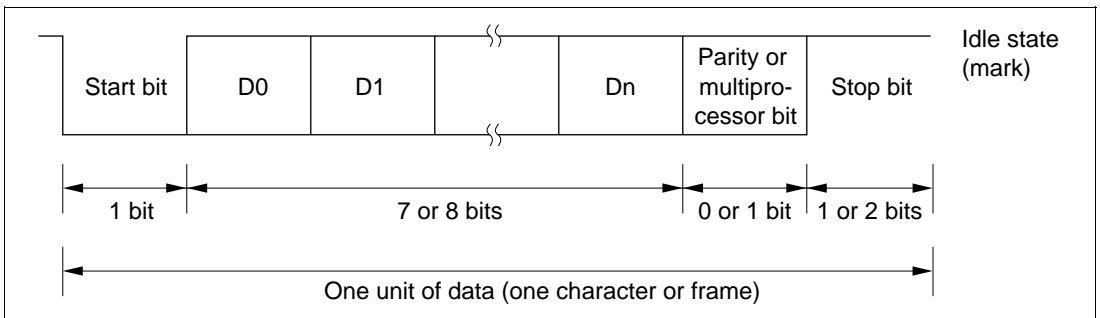 Idle state
(mark)
Start bit
D0
D1
Dn
Parity or
multipro-
cessor bit
Stop bit
1 bit
7 or 8 bits
0 or 1 bit
1 or 2 bits
One unit of data (one character or frame)